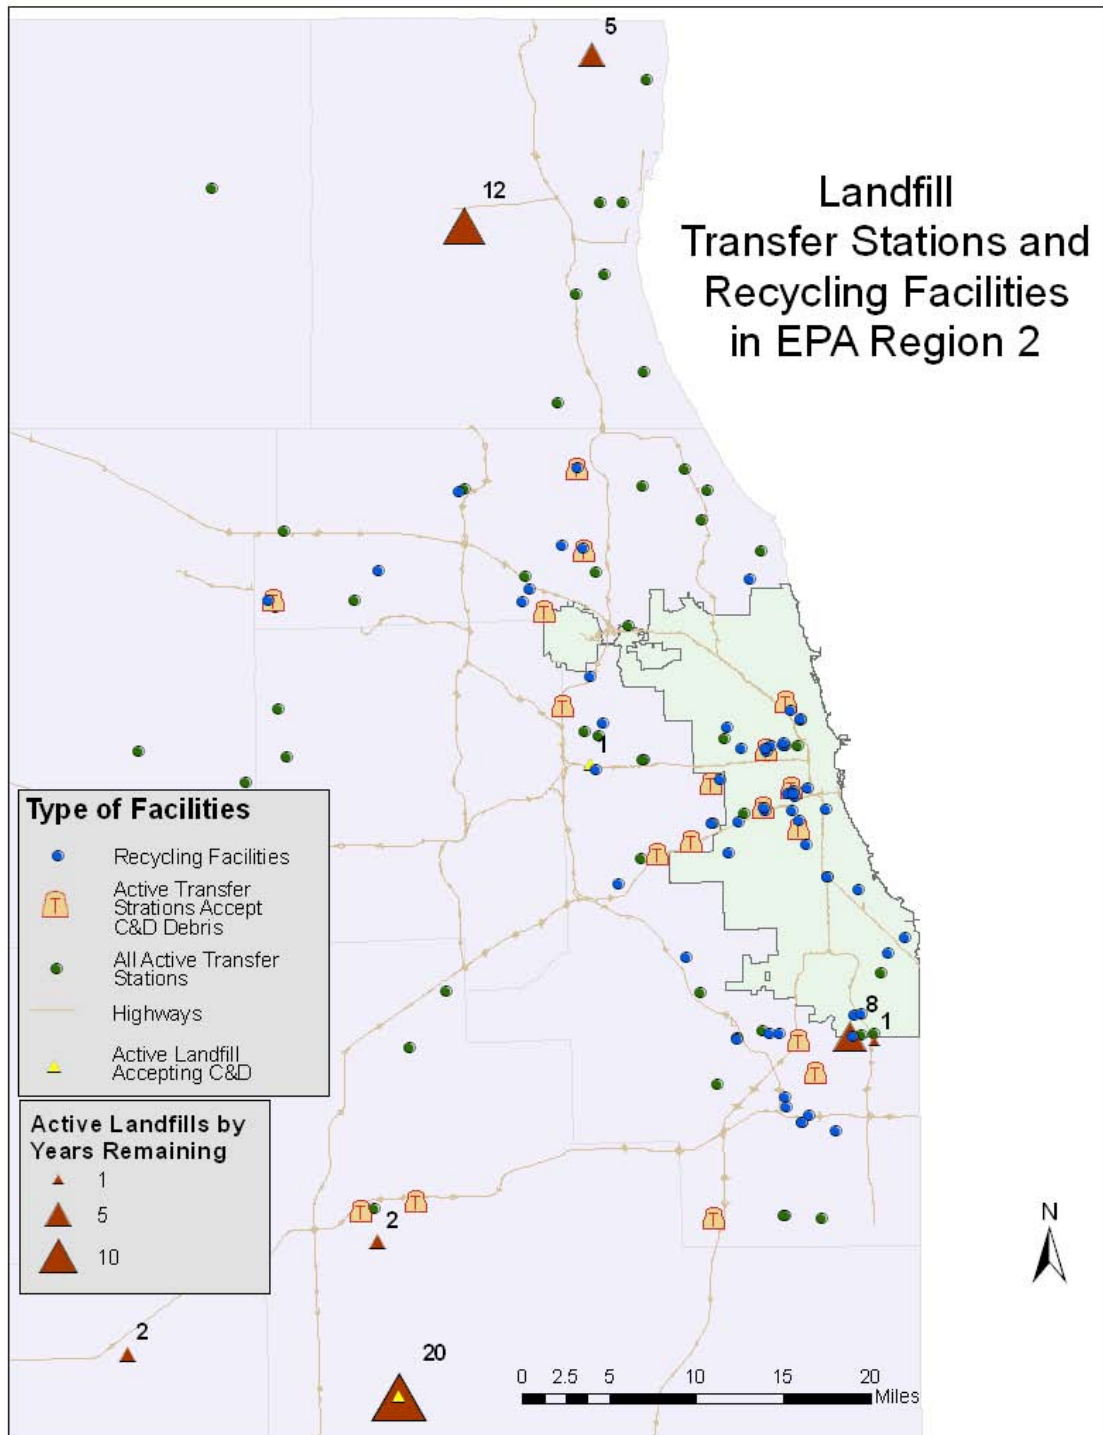 5
12
Landfill
Transfer Stations and
Recycling Facilities
in EPA Region 2
1
Type of Facilities
Recycling Facilities
T
Active Transfer
Strations Accept
C&D Debris
All Active Transfer
Stations
Highways
Active Landfill
Accepting C&D
8
1
Active Landfills by
Years Remaining
1
5
10
2
N
2
20
0 2.5 5 10 15 20
Miles